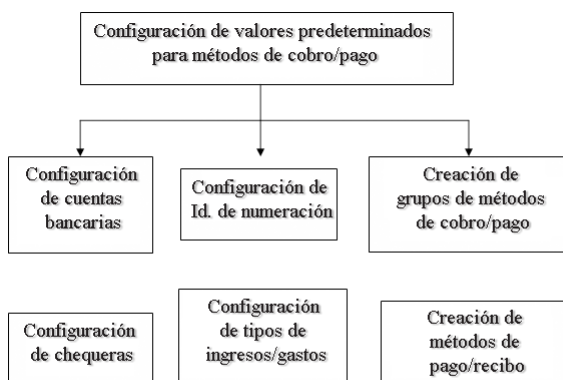 Configuración de valores predeterminados
para métodos de cobro/pago
Configuración
de cuentas
bancarias
Configuración de
Id. de numeración
Creación de
grupos de métodos
de cobro/pago
Configuración
de chequeras
Configuración
de tipos de
ingresos/gastos
Creación de
métodos de
pago/recibo